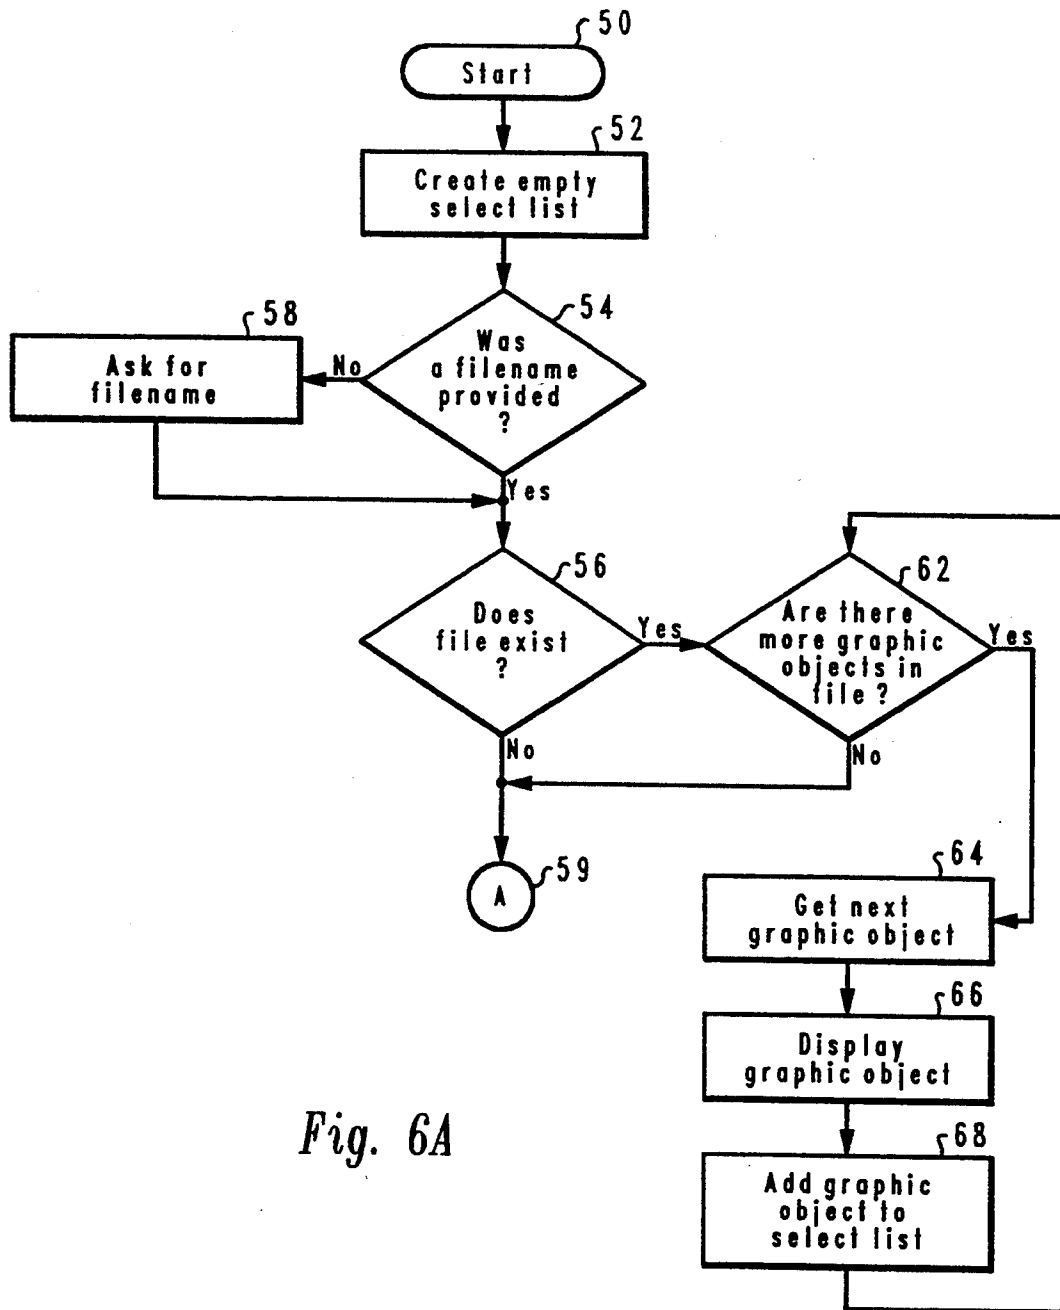 50
Start
52
Create empty
select list
54
Was
a filename
provided
?
58
Ask for
filename
No
Yes
56
Does
file exist
?
Yes
No
62
Are there
more graphic
objects in
file ?
Yes
No
A
59
64
Get next
graphic object
66
Display
graphic object
68
Add graphic
object to
select list
Fig. 6A